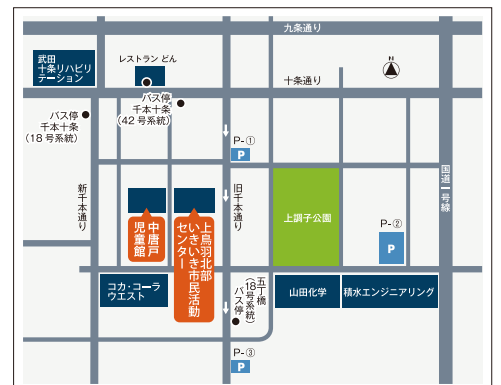 九条通り
武田
十条リハビリ
テーション
レストラン どん
十条通り
N
バス停
千本十条
(18 号系統)
バス停
千本十条
(42 号系統)
P-①
P
新千本通り
旧千本通り
国道一号線
上調子公園
P-②
P
中唐戸
児童館
上鳥羽北部
いきいき市民活動
センター
コカ・コーラ
ウエスト
五丁橋
(18号系統)
バス停
山田化学
積水エンジニアリング
P-③
P